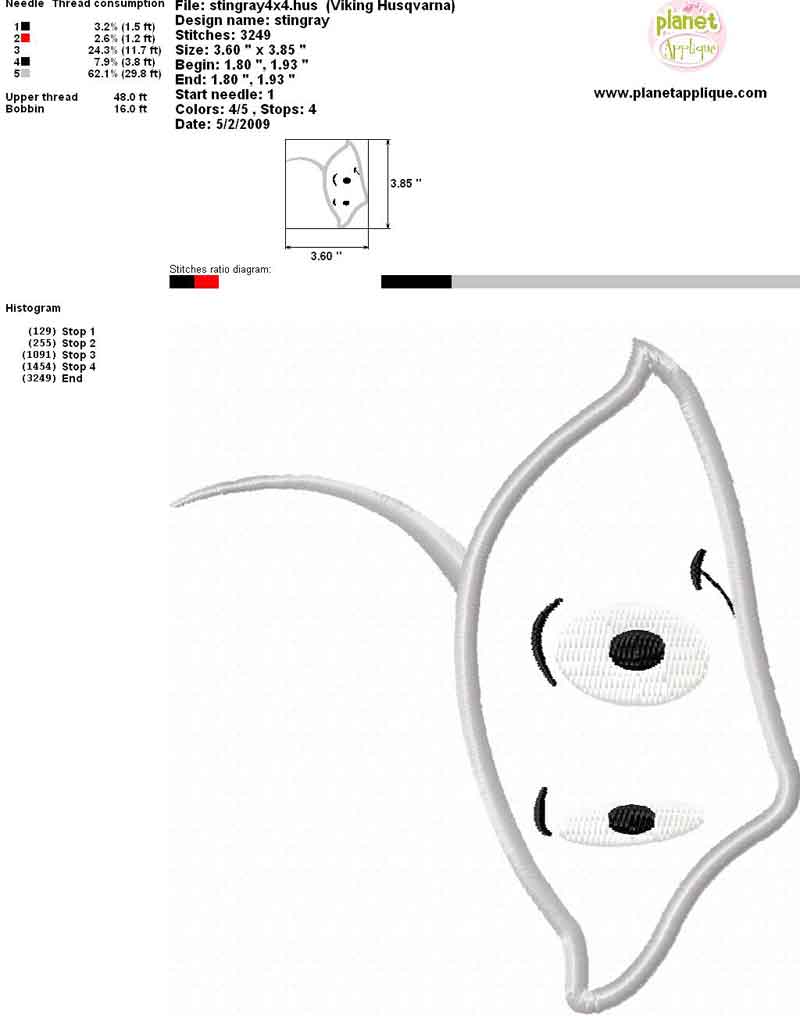 Needle Thread consumption
1 3.2% (1.5 ft)
2 2.6% (1.2 ft)
3 24.3% (11.7 ft)
4 7.9% (3.8 ft)
5 62.1% (29.8 ft)
Upper thread 48.0 ft
Bobbin 16.0 ft
File: stingray4x4.hus (Viking Husqvarna)
Design name: stingray
Stitches: 3249
Size: 3.60 " x 3.85 "
Begin: 1.80 ", 1.93 "
End: 1.80 ", 1.93 "
Start needle: 1
Colors: 4/5 , Stops: 4
Date: 5/2/2009
planet
Applique
www.planetapplique.com
3.85 "
3.60 "
Stitches ratio diagram:
Histogram
(129) Stop 1
(255) Stop 2
(1091) Stop 3
(1454) Stop 4
(3249) End